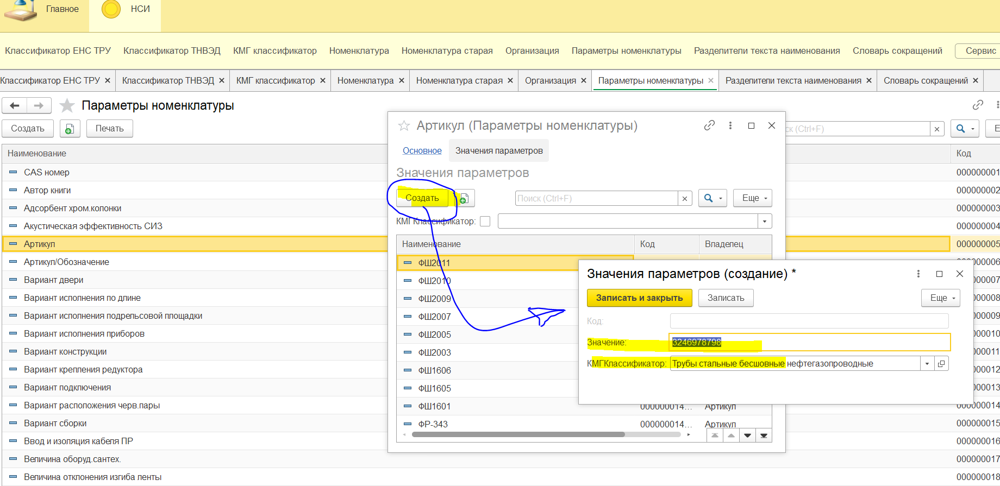 Главное НСИ
Классификатор ЕНС ТРУ Классификатор ТНВЭД КМГ классификатор Номенклатура Номенклатура старая Организация Параметры номенклатуры Разделители текста наименования Словарь сокращений Сервис
Классификатор ЕНС ТРУ × Классификатор ТНВЭД × КМГ классификатор × Номенклатура × Номенклатура старая × Организация × Параметры номенклатуры × Разделители текста наименования × Словарь сокращений ×
Параметры номенклатуры
Создать Печать
ск (Ctrl+F) ×
Наименование Код
CAS номер 000000001
Автор книги 000000002
Адсорбент хром.колонки 000000003
Акустическая эффективность СИЗ 000000004
Артикул 000000005
Артикул/Обозначение 000000006
Вариант двери 00000007
Вариант исполнения по длине 00000008
Вариант исполнения подрельсовой площадки 00000009
Вариант исполнения приборов 00000010
Вариант конструкции 00000011
Вариант крепления редуктора 00000012
Вариант подключения 00000013
Вариант расположения черв.пары 000000014
Вариант сборки 000000015
Ввод и изоляция кабеля ПР 000000016
Величина оборуд.сантех. 000000017
Величина отклонения изгиба ленты 000000018
Артикул (Параметры номенклатуры)
Основное Значения параметров
Значения параметров
Создать Поиск (Ctrl+F) × Еще
КМГ Классификатор:
Наименование Код Владелец
ФШ2011
ФШ2010
ФШ2009
ФШ2007
ФШ2005
ФШ2003
ФШ1606
ФШ1605
ФШ1601 000000014... Артикул
ФР-343 000000014... Артикул
Значения параметров (создание) *
Записать и закрыть Записать Еще
Код:
Значение: 3246978798
КМГКлассификатор: Трубы стальные бесшовные нефтегазопроводные